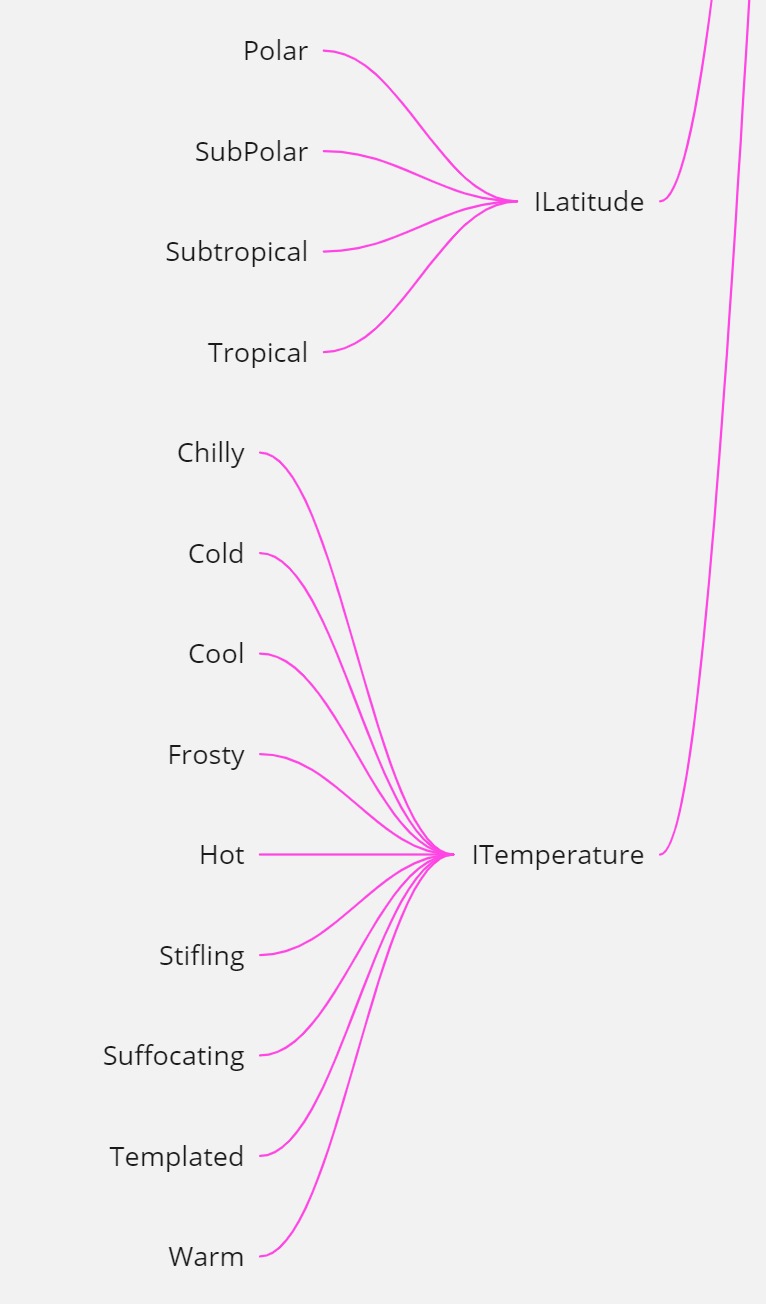 Polar
SubPolar
ILatitude
Subtropical
Tropical
Chilly
Cold
Cool
Frosty
Hot
ITemperature
Stifling
Suffocating
Templated
Warm